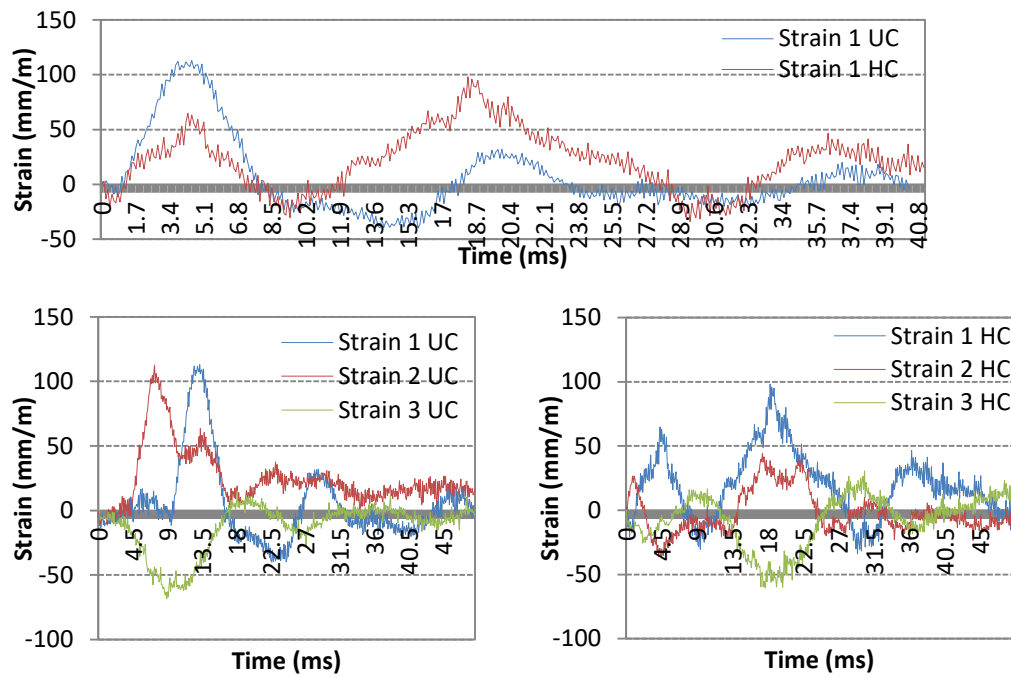 150
100
50
0
-50
Strain (mm/m)
Strain 1 UC
Strain 1 HC
0 1.7 3.4 5.1 6.8 8.5 10.2 11.9 13.6 15.3 17 18.7 20.4 22.1 23.8 25.5 27.2 28.9 30.6 32.3 34 35.7 37.4 39.1 40.8
Time (ms)
150
100
50
0
-50
-100
Strain (mm/m)
Strain 1 UC
Strain 2 UC
Strain 3 UC
0 4.5 9 13.5 18 22.5 27 31.5 36 40.5 45
Time (ms)
150
100
50
0
-50
-100
Strain (mm/m)
Strain 1 HC
Strain 2 HC
Strain 3 HC
0 4.5 9 13.5 18 22.5 27 31.5 36 40.5 45
Time (ms)